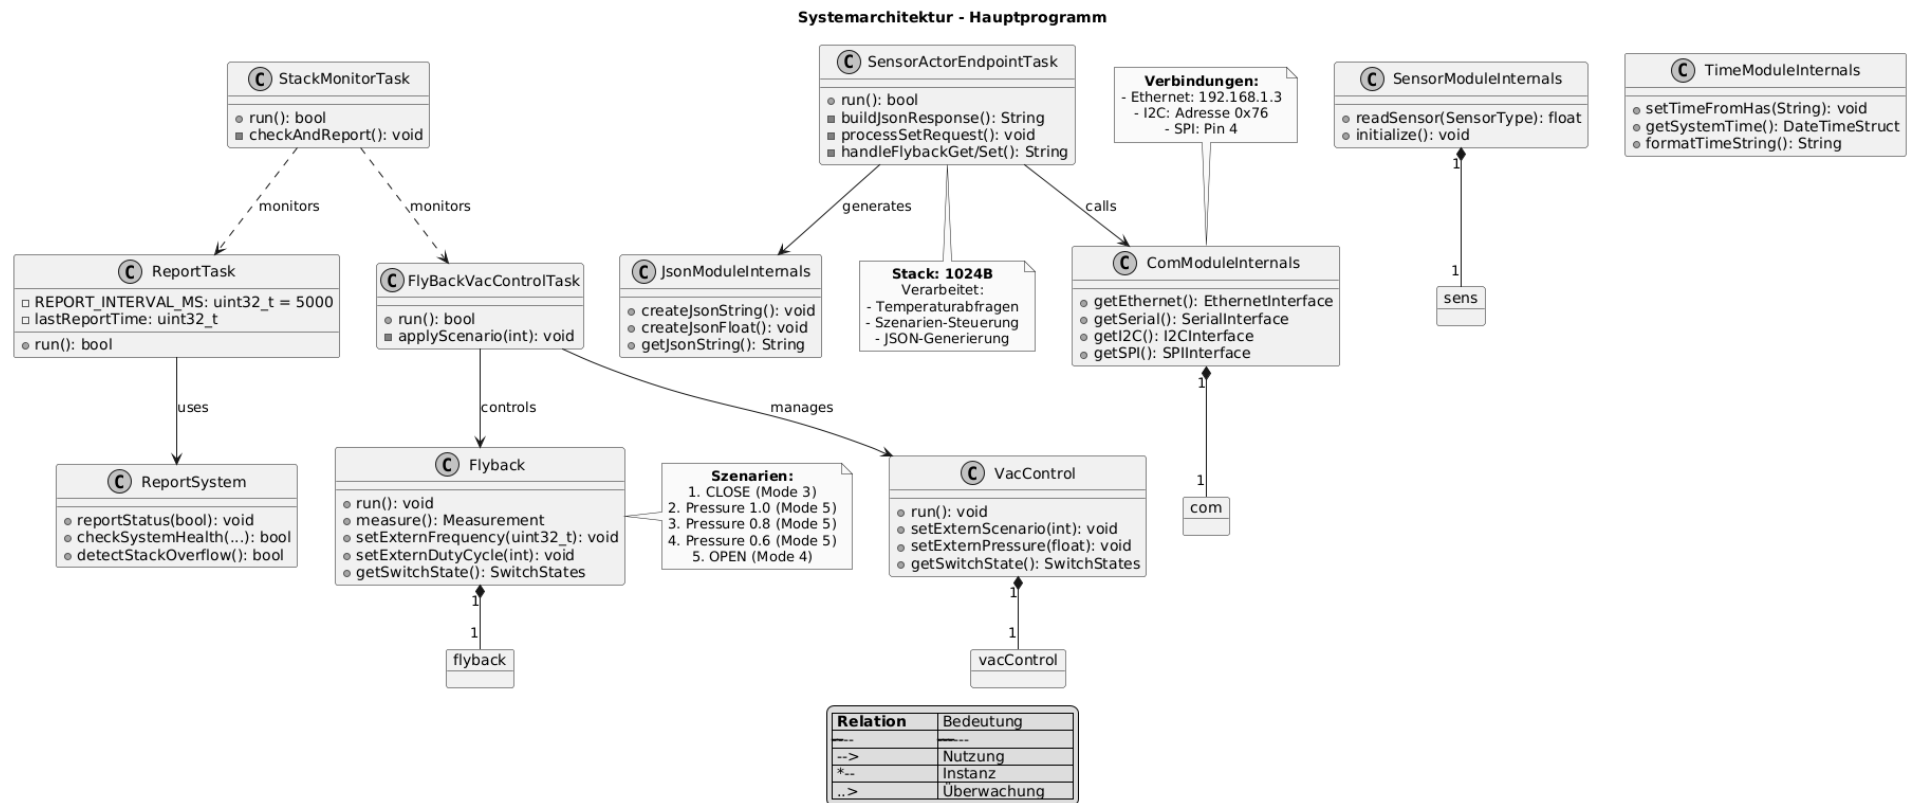 Systemarchitektur - Hauptprogramm
C StackMonitorTask
run(): bool
checkAndReport(): void
C SensorActorEndpointTask
run(): bool
buildJsonResponse(): String
processSetRequest(): void
handleFlybackGet/Set(): String
Verbindungen:
- Ethernet: 192.168.1.3
- I2C: Adresse 0x76
- SPI: Pin 4
C SensorModuleInternals
readSensor(SensorType): float
initialize(): void
C TimeModuleInternals
setTimeFromHas(String): void
getSystemTime(): DateTimeStruct
formatTimeString(): String
monitors
monitors
generates
calls
1
1
C ReportTask
REPORT_INTERVAL_MS: uint32_t = 5000
lastReportTime: uint32_t
run(): bool
C FlyBackVacControlTask
run(): bool
applyScenario(int): void
C JsonModuleInternals
createJsonString(): void
createJsonFloat(): void
getJsonString(): String
Stack: 1024B
Verarbeitet:
- Temperaturabfragen
- Szenarien-Steuerung
- JSON-Generierung
C ComModuleInternals
getEthernet(): EthernetInterface
getSerial(): SerialInterface
getI2C(): I2CInterface
getSPI(): SPIInterface
sens
uses
controls
manages
1
1
C ReportSystem
reportStatus(bool): void
checkSystemHealth(...): bool
detectStackOverflow(): bool
C Flyback
run(): void
measure(): Measurement
setExternFrequency(uint32_t): void
setExternDutyCycle(int): void
getSwitchState(): SwitchStates
Szenarien:
1. CLOSE (Mode 3)
2. Pressure 1.0 (Mode 5)
3. Pressure 0.8 (Mode 5)
4. Pressure 0.6 (Mode 5)
5. OPEN (Mode 4)
C VacControl
run(): void
setExternScenario(int): void
setExternPressure(float): void
getSwitchState(): SwitchStates
com
1
1
1
1
flyback
vacControl
Relation Bedeutung
--> Nutzung
*-- Instanz
..> Überwachung